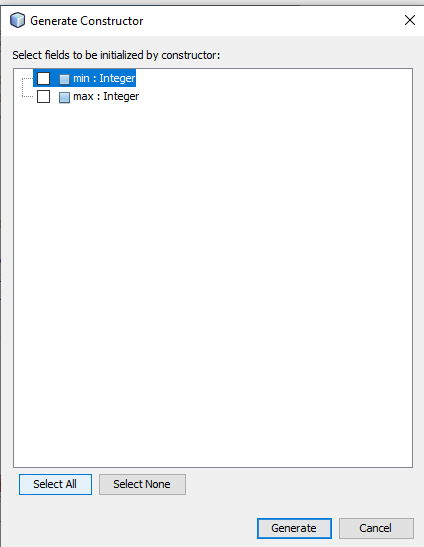 Generate Constructor
Select fields to be initialized by constructor:
min : Integer
max : Integer
Select All Select None
Generate Cancel